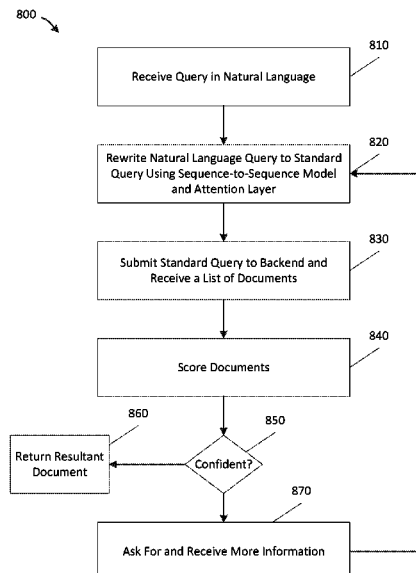 800
810
Receive Query in Natural Language
820
Rewrite Natural Language Query to Standard
Query Using Sequence-to-Sequence Model
and Attention Layer
830
Submit Standard Query to Backend and
Receive a List of Documents
840
Score Documents
850
Confident?
860
Return Resultant
Document
870
Ask For and Receive More Information